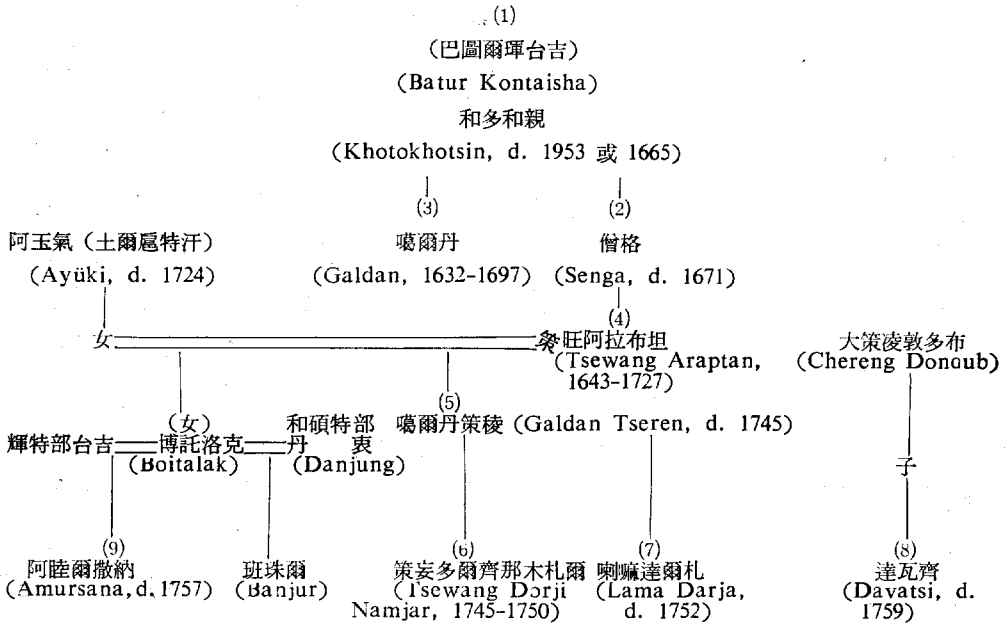 (1)
(巴圖爾琿台吉)
(Batur Kontaisha)
和多和親
(Khotokhotsin, d. 1953 或 1665)
(3) (2)
阿玉氣(土爾扈特汗) 噶爾丹 僧格
(Ayüki, d. 1724) (Galdan, 1632-1697) (Senga, d. 1671)
(4)
女 旺阿拉布坦 大策凌敦多布
(Tsewang Araptan, (Chereng Donoub)
1643-1727)
(5)
(女) 和碩特部 噶爾丹策稜 (Galdan Tseren, d. 1745)
輝特部台吉 博託洛克 丹衷
(Boitalak) (Danjung)
子
(9) (6) (7) (8)
阿睦爾撒納 班珠爾 策妄多爾齊那木札爾 喇嘛達爾札 達瓦齊
(Amursana, d. 1757) (Banjur) (Tsewang Dorji (Lama Darja, (Davatsi, d.
Namjar, 1745-1750) d. 1752) 1759)